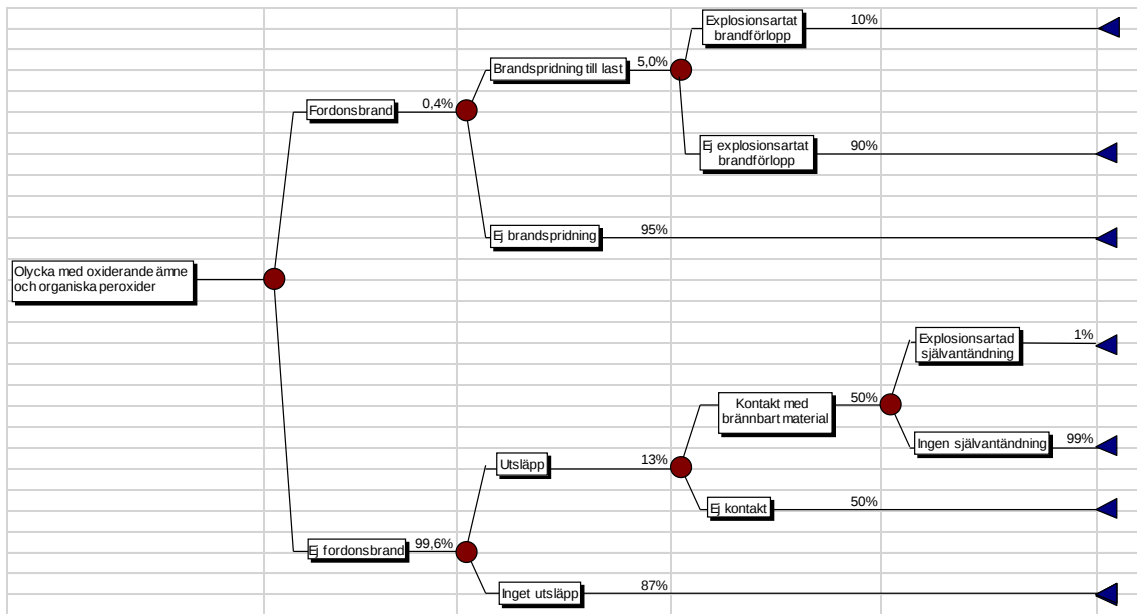 Explosionsartat
brandförlopp
10%
Brandspridning till last
5,0%
Fordonsbrand
0,4%
Ej explosionsartat
brandförlopp
90%
Ej brandspridning
95%
Olycka med oxiderande ämne
och organiska peroxider
Explosionsartad
självantändning
1%
Kontakt med
brännbart material
50%
Ingen självantändning
99%
Utsläpp
13%
Ej kontakt
50%
Ej fordonsbrand
99,6%
Inget utsläpp
87%